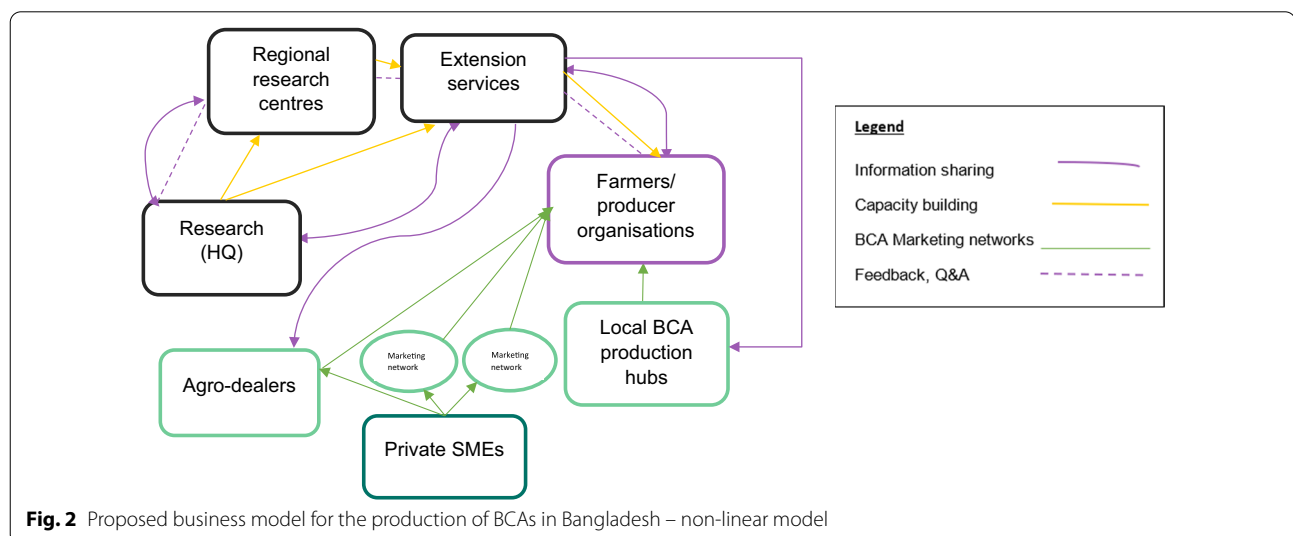 Regional
research
centres
Extension
services
Research
(HQ)
Farmers/
producer
organisations
Agro-dealers
Marketing
network
Marketing
network
Local BCA
production
hubs
Private SMEs
Legend
Information sharing
Capacity building
BCA Marketing networks
Feedback, Q&A
Fig. 2 Proposed business model for the production of BCAs in Bangladesh – non-linear model